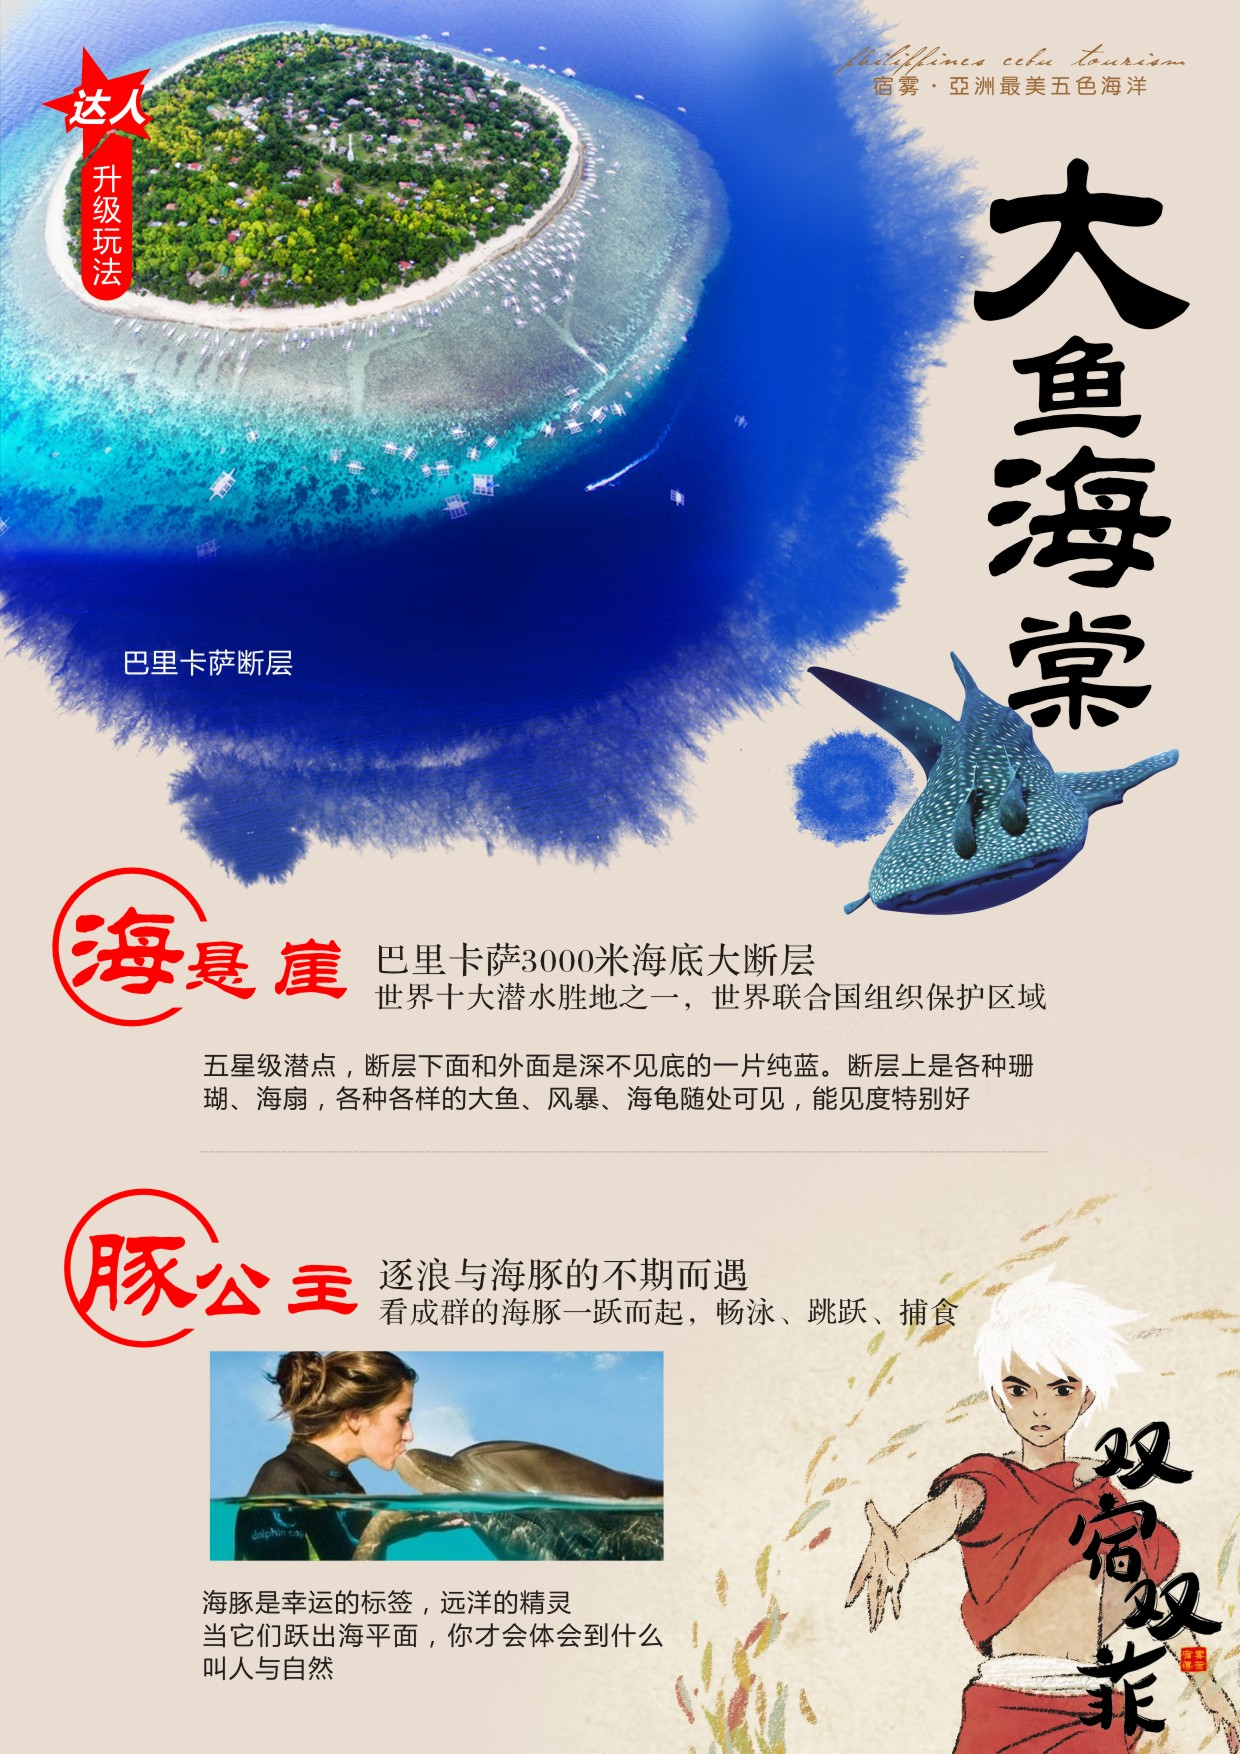 philippines cebu tourism
宿雾·亞洲最美五色海洋
达人
升级玩法
大鱼海棠
巴里卡萨断层
海悬崖
巴里卡萨3000米海底大断层
世界十大潜水胜地之一，世界联合国组织保护区域
五星级潜点，断层下面和外面是深不见底的一片纯蓝。断层上是各种珊
瑚、海扇，各种各样的大鱼、风暴、海龟随处可见，能见度特别好
豚公主
逐浪与海豚的不期而遇
看成群的海豚一跃而起，畅泳、跳跃、捕食
dolphin
海豚是幸运的标签，远洋的精灵
当它们跃出海平面，你才会体会到什么
叫人与自然
双宿双菲